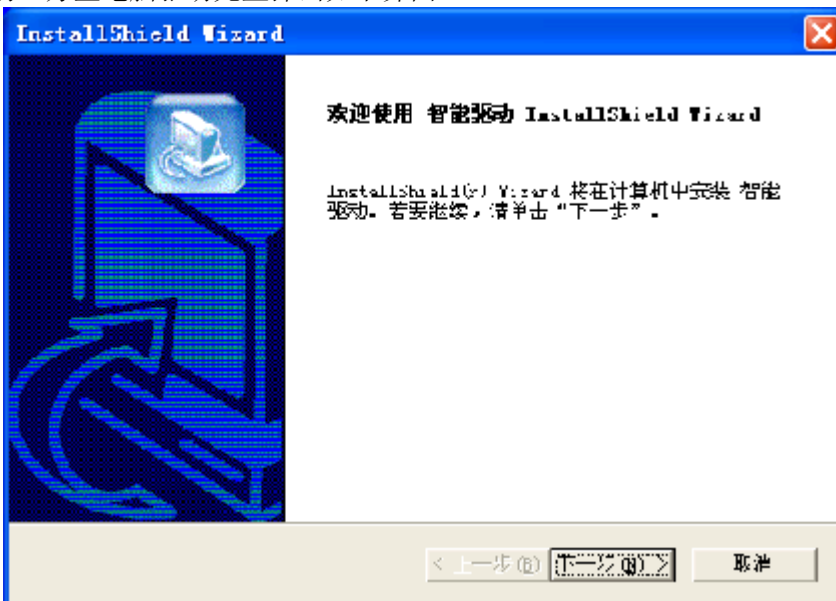 InstallShield Wizard
欢迎使用 智能驱动 InstallShield Wizard
InstallShield(r) Wizard 将在计算机中安装 智能
驱动。若要继续，请单击“下一步”。
< 上一步(B) 下一步(N) > 取消